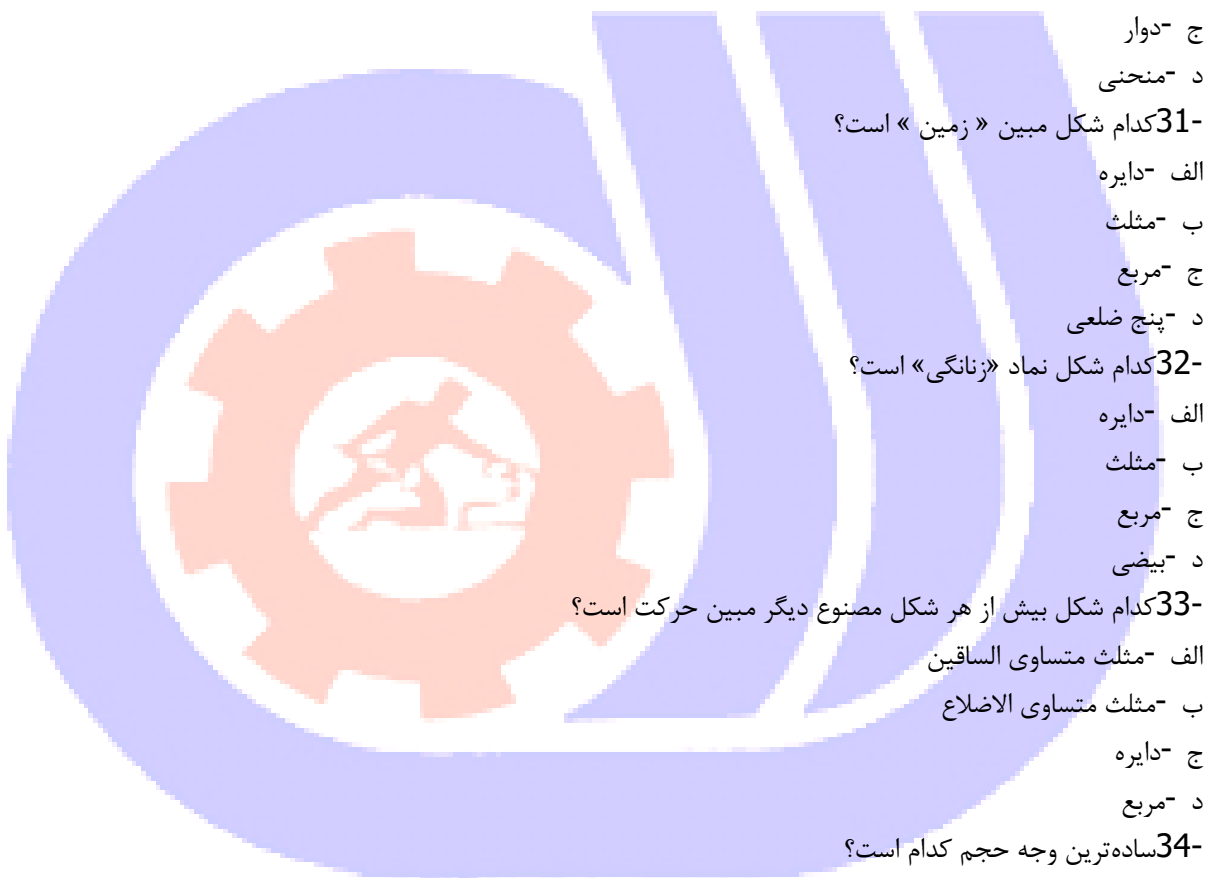 ج -دوار
د -منحنی
-31کدام شکل مبین « زمین » است؟
الف -دایره
ب -مثلث
ج -مربع
د -پنج ضلعی
-32کدام شکل نماد «زنانگی» است؟
الف -دایره
ب -مثلث
ج -مربع
د -بیضی
-33کدام شکل بیش از هر شکل مصنوع دیگر مبین حرکت است؟
الف -مثلث متساوی الساقین
ب -مثلث متساوی الاضلاع
ج -دایره
د -مربع
-34ساده‌ترین وجه حجم کدام است؟